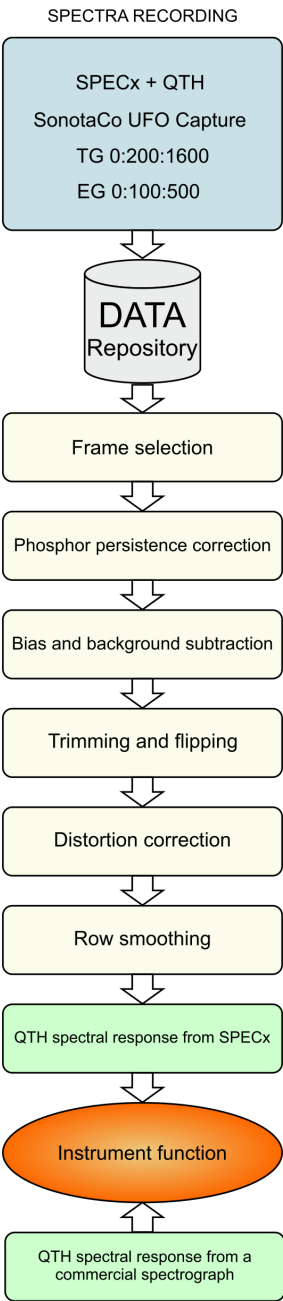 SPECTRA RECORDING
SPECx + QTH
SonotaCo UFO Capture
TG 0:200:1600
EG 0:100:500
DATA
Repository
Frame selection
Phosphor persistence correction
Bias and background subtraction
Trimming and flipping
Distortion correction
Row smoothing
QTH spectral response from SPECx
Instrument function
QTH spectral response from a
commercial spectrograph